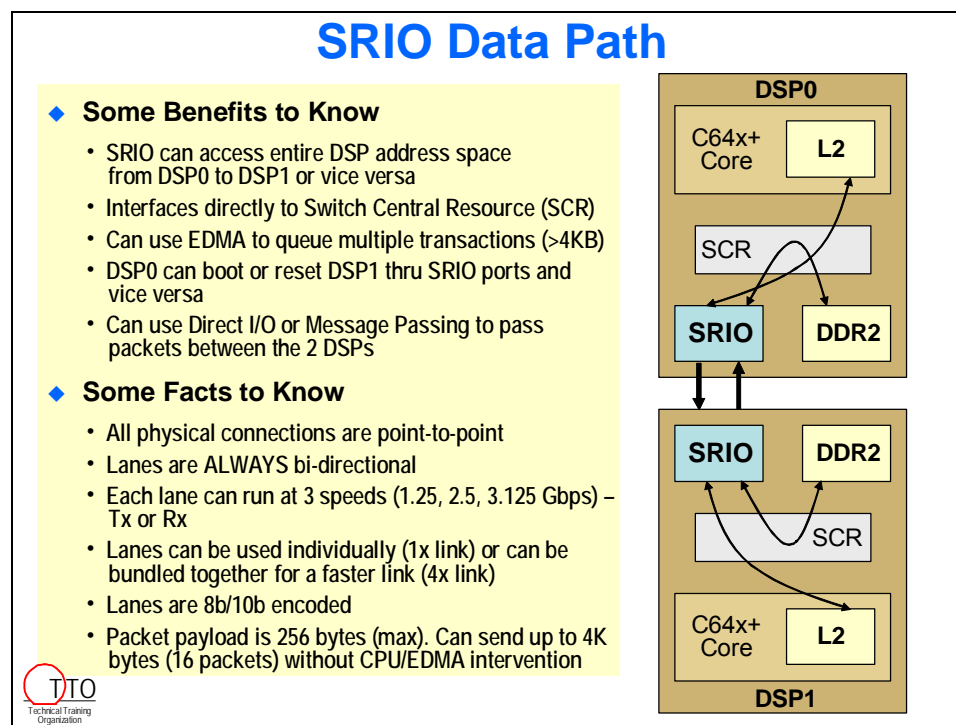 SRIO Data Path
◆ Some Benefits to Know
• SRIO can access entire DSP address space
from DSP0 to DSP1 or vice versa
• Interfaces directly to Switch Central Resource (SCR)
• Can use EDMA to queue multiple transactions (>4KB)
• DSP0 can boot or reset DSP1 thru SRIO ports and
vice versa
• Can use Direct I/O or Message Passing to pass
packets between the 2 DSPs
◆ Some Facts to Know
• All physical connections are point-to-point
• Lanes are ALWAYS bi-directional
• Each lane can run at 3 speeds (1.25, 2.5, 3.125 Gbps) –
Tx or Rx
• Lanes can be used individually (1x link) or can be
bundled together for a faster link (4x link)
• Lanes are 8b/10b encoded
• Packet payload is 256 bytes (max). Can send up to 4K
bytes (16 packets) without CPU/EDMA intervention
DSP0
C64x+
Core
L2
SCR
SRIO
DDR2
SRIO
DDR2
SCR
C64x+
Core
L2
DSP1
TTO
Technical Training
Organization